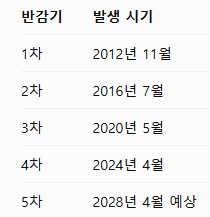 반감기 발생 시기
1차 2012년 11월
2차 2016년 7월
3차 2020년 5월
4차 2024년 4월
5차 2028년 4월 예상